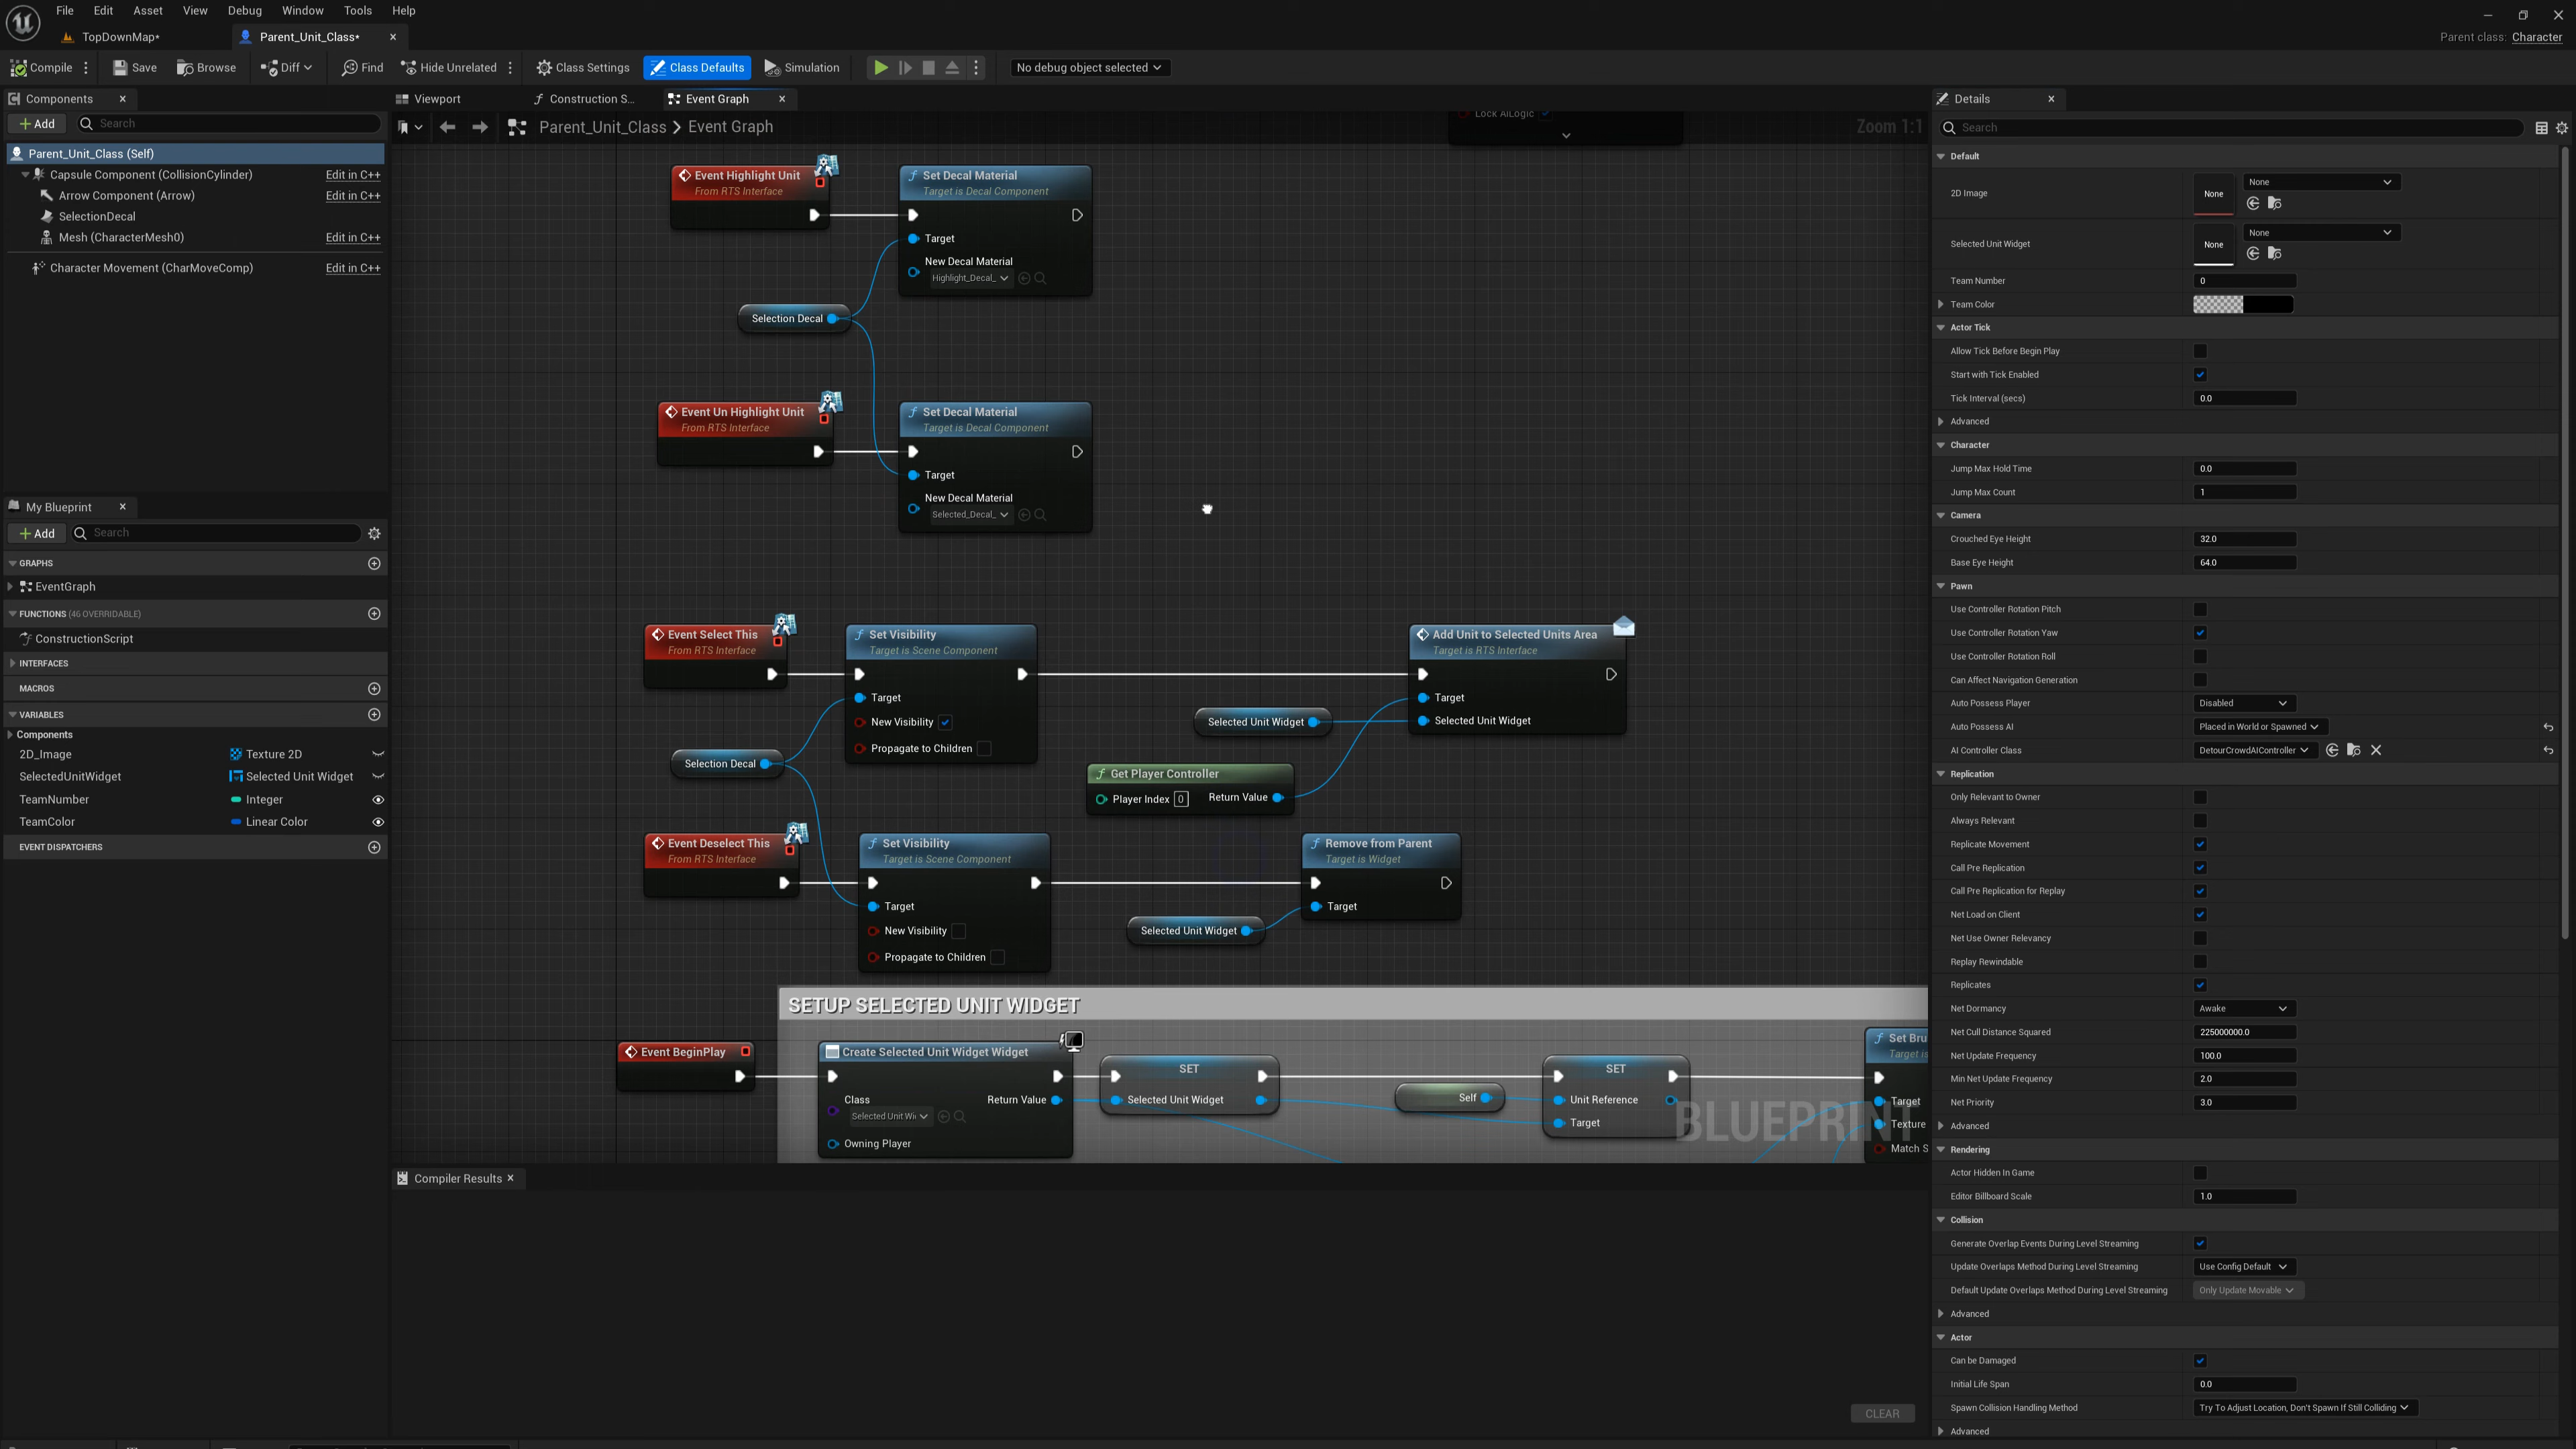 File Edit Asset View Debug Window Tools Help
TopDownMap*
Parent_Unit_Class*
Parent class: Character
Compile
Save
Browse
Diff
Find
Hide Unrelated
Class Settings
Class Defaults
Simulation
No debug object selected
Components
Add
Search
Parent_Unit_Class (Self)
Capsule Component (CollisionCylinder) Edit in C++
Arrow Component (Arrow) Edit in C++
SelectionDecal
Mesh (CharacterMesh0) Edit in C++
Character Movement (CharMoveComp) Edit in C++
My Blueprint
Add
Search
GRAPHS
EventGraph
FUNCTIONS (46 OVERRIDABLE)
ConstructionScript
INTERFACES
MACROS
VARIABLES
Components
2D_Image Texture 2D
SelectedUnitWidget Selected Unit Widget
TeamNumber Integer
TeamColor Linear Color
EVENT DISPATCHERS
Viewport
Construction S...
Event Graph
Parent_Unit_Class > Event Graph
Zoom 1:1
Lock AILogic
Event Highlight Unit
From RTS Interface
Set Decal Material
Target is Decal Component
Target
New Decal Material
Highlight_Decal_
Selection Decal
Event Un Highlight Unit
From RTS Interface
Set Decal Material
Target is Decal Component
Target
New Decal Material
Selected_Decal_
Event Select This
From RTS Interface
Set Visibility
Target is Scene Component
Target
New Visibility
Propagate to Children
Add Unit to Selected Units Area
Target is RTS Interface
Target
Selected Unit Widget
Selected Unit Widget
Selection Decal
Get Player Controller
Player Index 0 Return Value
Event Deselect This
From RTS Interface
Set Visibility
Target is Scene Component
Target
New Visibility
Propagate to Children
Remove from Parent
Target is Widget
Target
Selected Unit Widget
SETUP SELECTED UNIT WIDGET
Event BeginPlay
Create Selected Unit Widget Widget
Class
Selected Unit Wi
Return Value
Owning Player
SET
Selected Unit Widget
Self
SET
Unit Reference
Target
Set Bru
Target is
Target
Texture
Match S
BLUEPRINT
Compiler Results
CLEAR
Details
Search
Default
2D Image None None
Selected Unit Widget None None
Team Number 0
Team Color
Actor Tick
Allow Tick Before Begin Play
Start with Tick Enabled
Tick Interval (secs) 0.0
Advanced
Character
Jump Max Hold Time 0.0
Jump Max Count 1
Camera
Crouched Eye Height 32.0
Base Eye Height 64.0
Pawn
Use Controller Rotation Pitch
Use Controller Rotation Yaw
Use Controller Rotation Roll
Can Affect Navigation Generation
Auto Possess Player Disabled
Auto Possess AI Placed in World or Spawned
AI Controller Class DetourCrowdAIController
Replication
Only Relevant to Owner
Always Relevant
Replicate Movement
Call Pre Replication
Call Pre Replication for Replay
Net Load on Client
Net Use Owner Relevancy
Replay Rewindable
Replicates
Net Dormancy Awake
Net Cull Distance Squared 225000000.0
Net Update Frequency 100.0
Min Net Update Frequency 2.0
Net Priority 3.0
Advanced
Rendering
Actor Hidden In Game
Editor Billboard Scale 1.0
Collision
Generate Overlap Events During Level Streaming
Update Overlaps Method During Level Streaming Use Config Default
Default Update Overlaps Method During Level Streaming Only Update Movable
Advanced
Actor
Can be Damaged
Initial Life Span 0.0
Spawn Collision Handling Method Try To Adjust Location, Don't Spawn If Still Colliding
Advanced